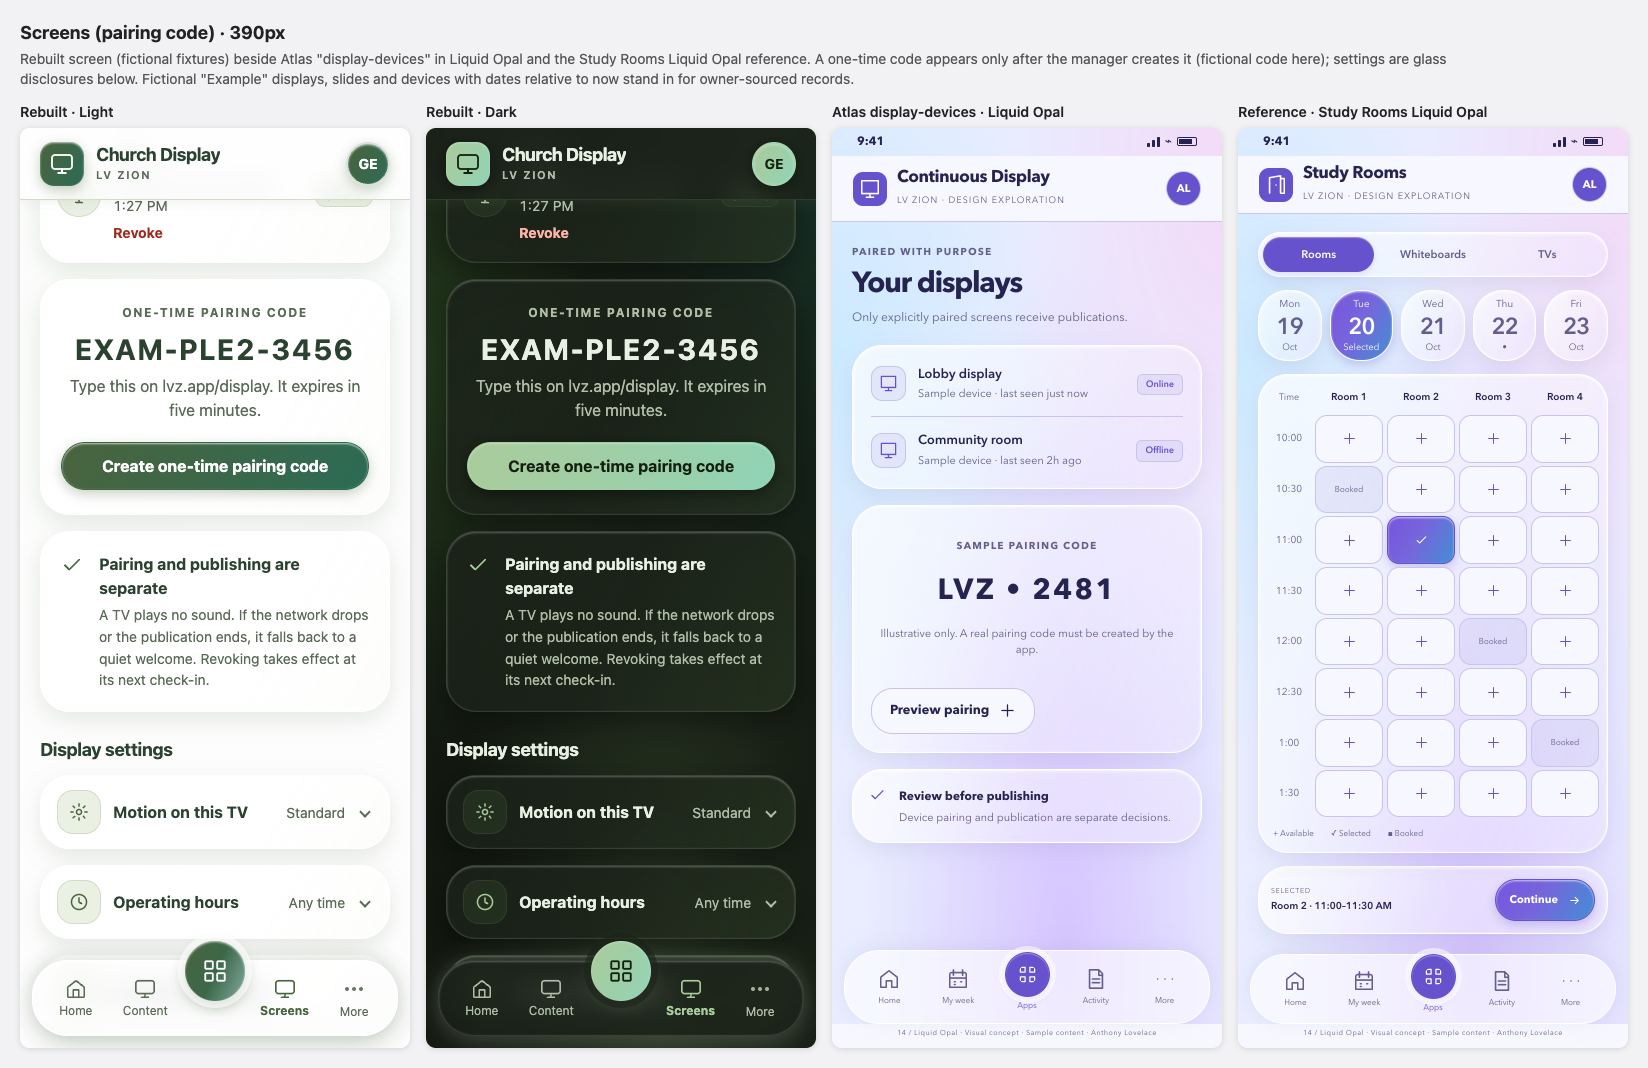 Screens (pairing code) · 390px
Rebuilt screen (fictional fixtures) beside Atlas "display-devices" in Liquid Opal and the Study Rooms Liquid Opal reference. A one-time code appears only after the manager creates it (fictional code here); settings are glass
disclosures below. Fictional "Example" displays, slides and devices with dates relative to now stand in for owner-sourced records.
Rebuilt · Light
Church Display
LV ZION
GE
1:27 PM
Revoke
ONE-TIME PAIRING CODE
EXAM-PLE2-3456
Type this on lvz.app/display. It expires in
five minutes.
Create one-time pairing code
Pairing and publishing are
separate
A TV plays no sound. If the network drops
or the publication ends, it falls back to a
quiet welcome. Revoking takes effect at
its next check-in.
Display settings
Motion on this TV
Standard
Operating hours
Any time
Home
Content
Screens
More
Rebuilt · Dark
Church Display
LV ZION
GE
1:27 PM
Revoke
ONE-TIME PAIRING CODE
EXAM-PLE2-3456
Type this on lvz.app/display. It expires in
five minutes.
Create one-time pairing code
Pairing and publishing are
separate
A TV plays no sound. If the network drops
or the publication ends, it falls back to a
quiet welcome. Revoking takes effect at
its next check-in.
Display settings
Motion on this TV
Standard
Operating hours
Any time
Home
Content
Screens
More
Atlas display-devices · Liquid Opal
9:41
Continuous Display
LV ZION · DESIGN EXPLORATION
AL
PAIRED WITH PURPOSE
Your displays
Only explicitly paired screens receive publications.
Lobby display
Sample device · last seen just now
Online
Community room
Sample device · last seen 2h ago
Offline
SAMPLE PAIRING CODE
LVZ • 2481
Illustrative only. A real pairing code must be created by the
app.
Preview pairing +
Review before publishing
Device pairing and publication are separate decisions.
Home
My week
Apps
Activity
More
14 / Liquid Opal · Visual concept · Sample content · Anthony Lovelace
Reference · Study Rooms Liquid Opal
9:41
Study Rooms
LV ZION · DESIGN EXPLORATION
AL
Rooms Whiteboards TVs
Mon Tue Wed Thu Fri
19 20 21 22 23
Oct Selected Oct • Oct
Time Room 1 Room 2 Room 3 Room 4
10:00 + + + +
10:30 Booked + + +
11:00 + ✓ + +
11:30 + + + +
12:00 + + Booked +
12:30 + + + +
1:00 + + + Booked
1:30 + + + +
+ Available ✓ Selected ■ Booked
SELECTED
Room 2 · 11:00–11:30 AM
Continue →
Home
My week
Apps
Activity
More
14 / Liquid Opal · Visual concept · Sample content · Anthony Lovelace